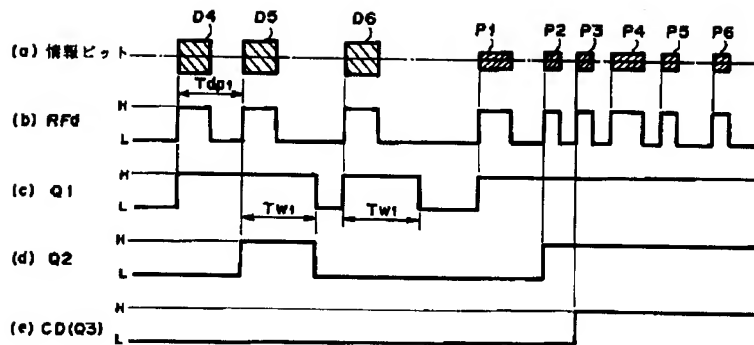 D4 D5 D6 P1 P2 P3 P4 P5 P6
(a) 情報ビット
Tdp1
(b) RFd H L
(c) Q1 H L
Tw1 Tw1
(d) Q2 H L
(e) CD(Q3) H L